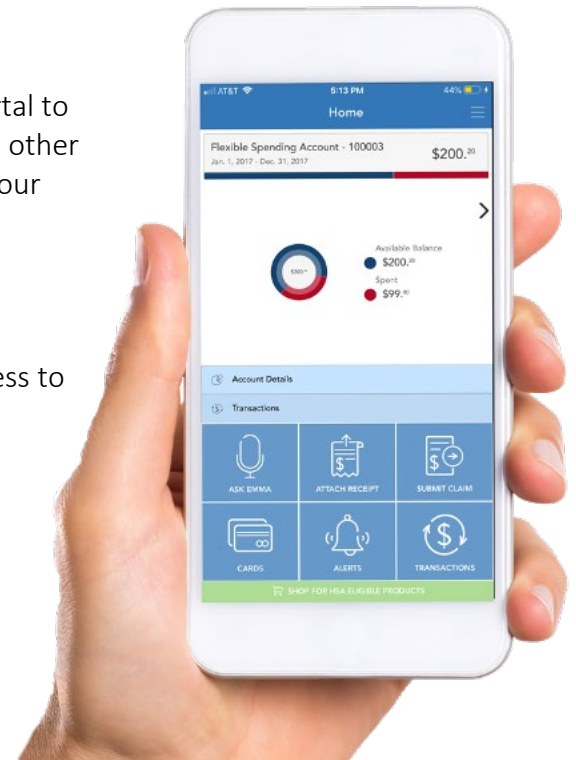 rtal to
other
our
ess to
AT&T 5:13 PM 44%
Home
Flexible Spending Account - 100003
Jan. 1, 2017 - Dec. 31, 2017
$200.20
Available Balance
$200.20
Spent
Account Details
Transactions
ASK EMMA ATTACH RECEIPT SUBMIT CLAIM
CARDS ALERTS TRANSACTIONS
SHOP FOR HSA ELIGIBLE PRODUCTS